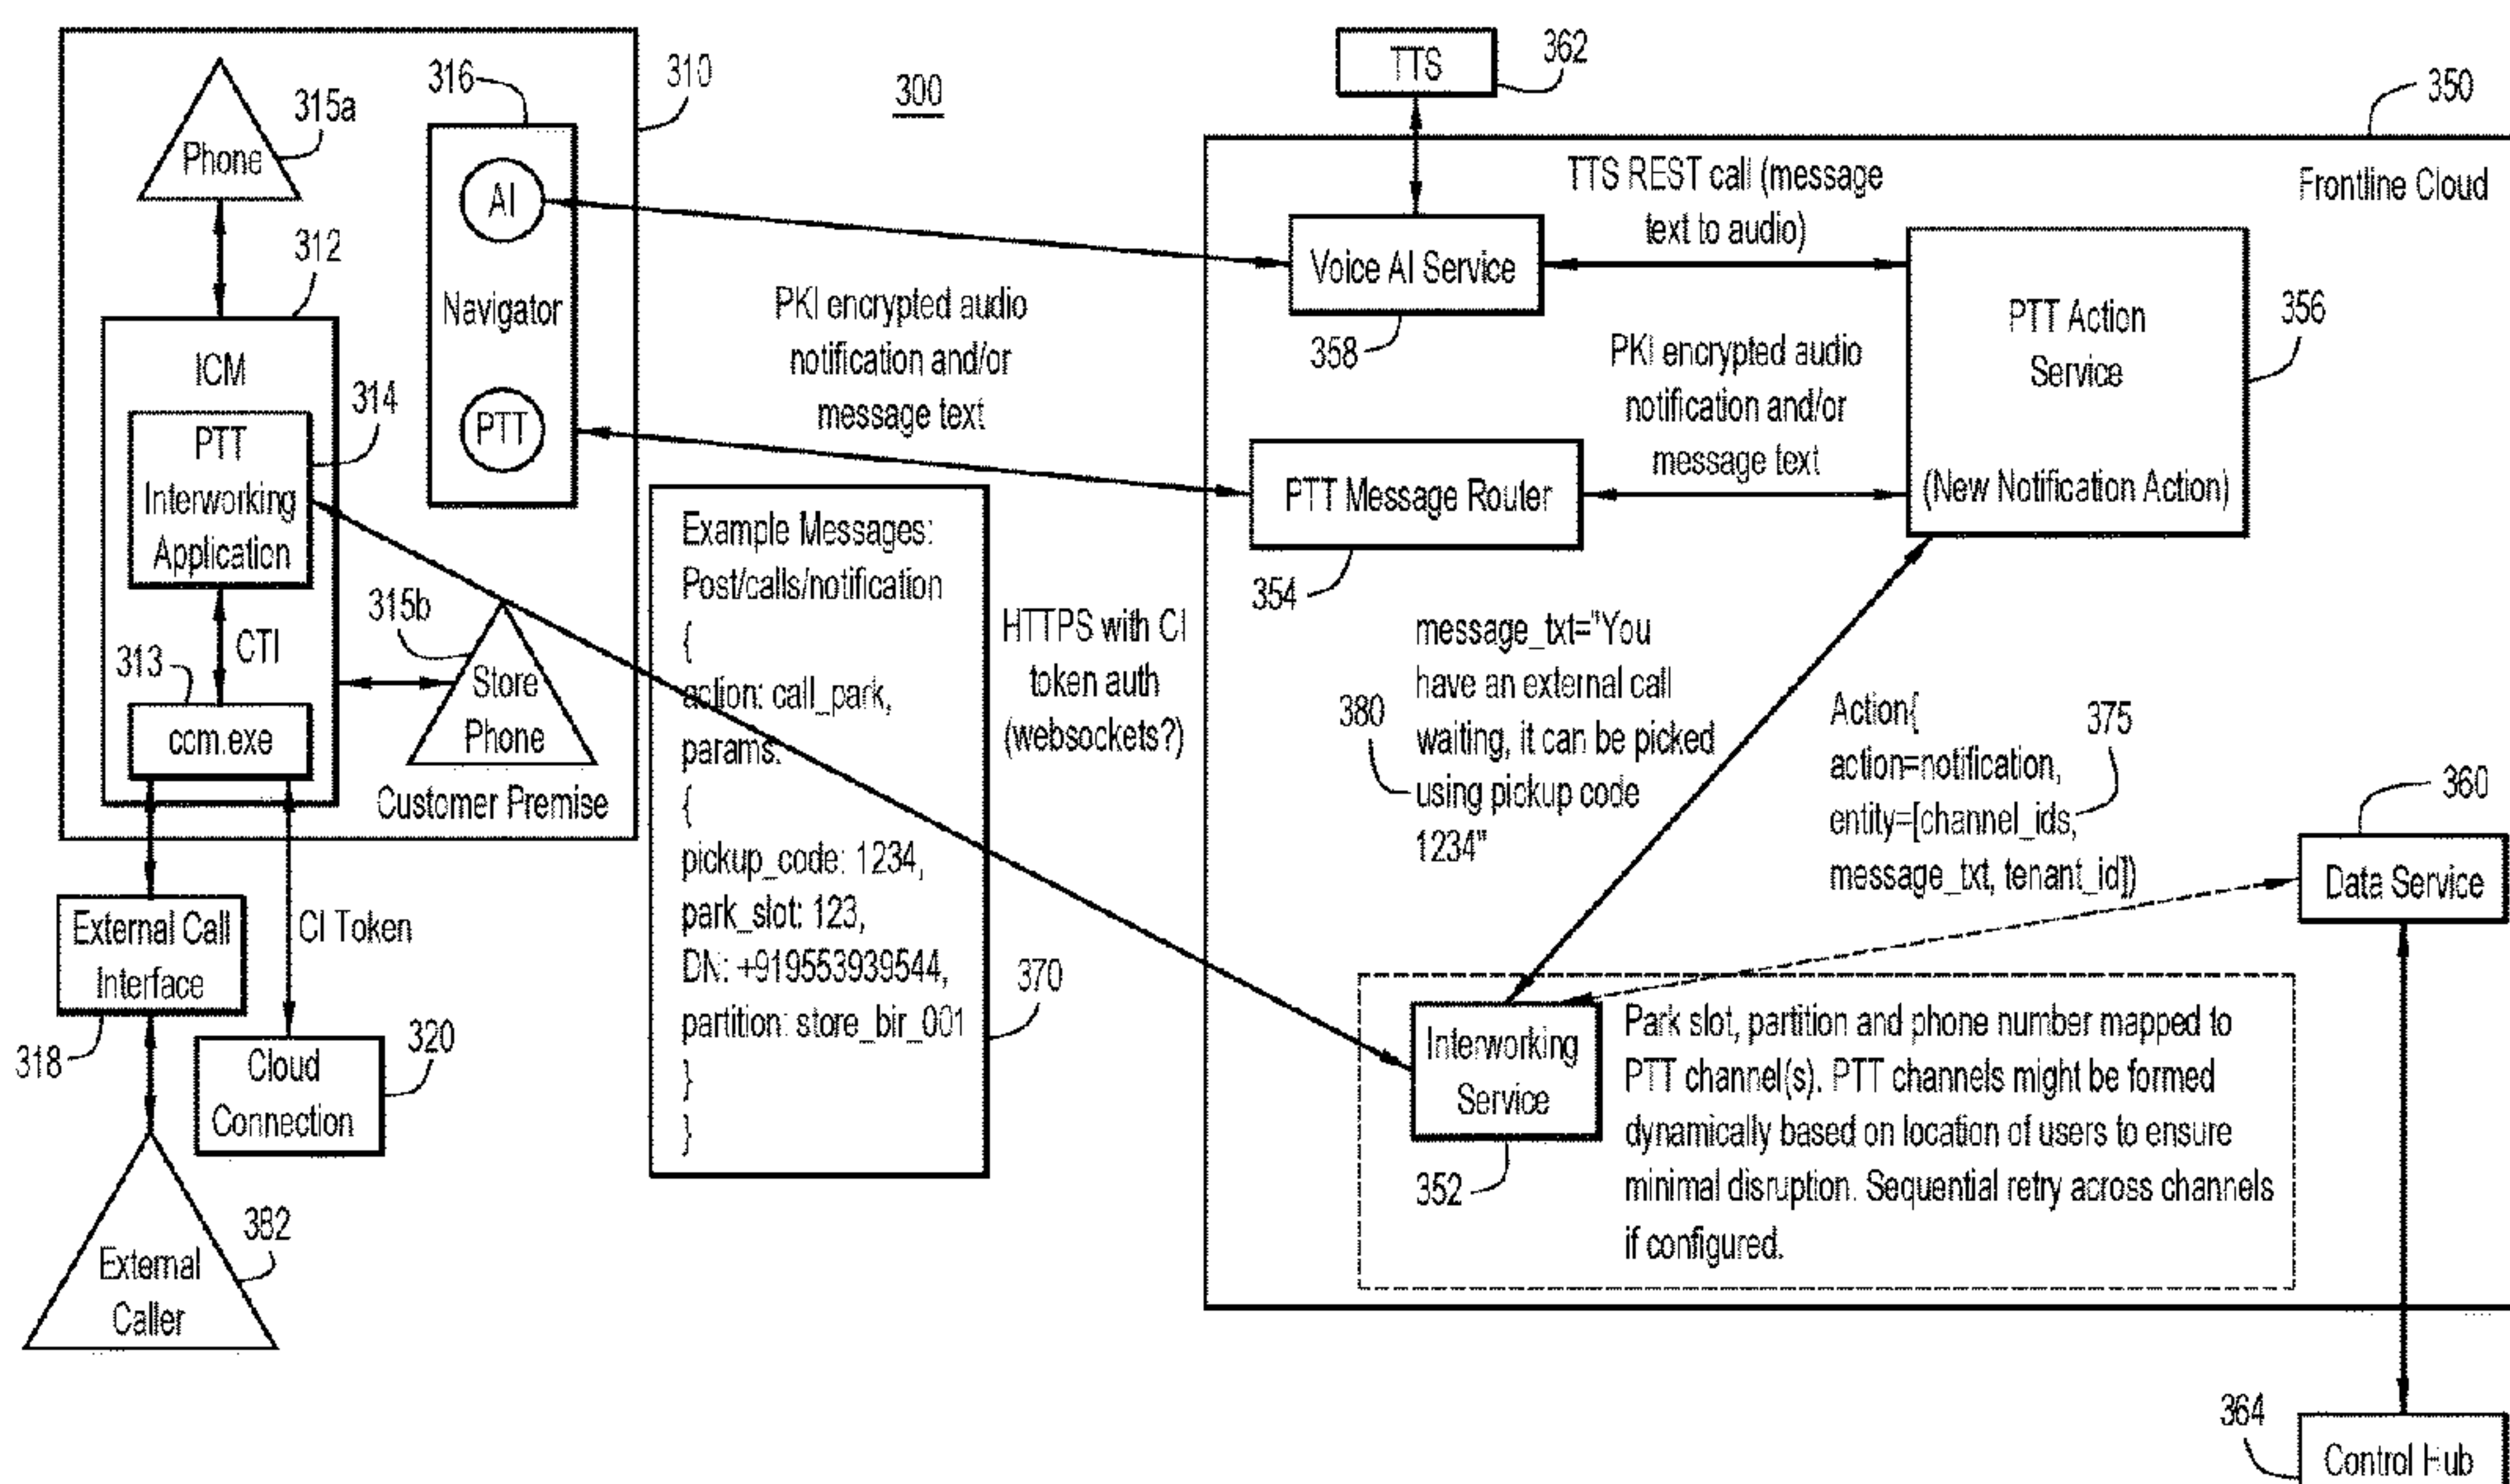 300
310
316
Phone
315a
312
ICM
314
PTT
Interworking
Application
CTI
313
ccm.exe
AI
Navigator
PTT
315b
Store
Phone
Customer Premise
External Call
Interface
318
CI Token
Cloud
Connection
320
External
Caller
382
PKI encrypted audio
notification and/or
message text
Example Messages:
Post/calls/notification
{
action: call_park,
params:
{
pickup_code: 1234,
park_slot: 123,
DN: +919553939544,
partition: store_bir_001
}
}
370
HTTPS with CI
token auth
(websockets?)
TTS
362
350
Frontline Cloud
TTS REST call (message
text to audio)
Voice AI Service
358
PTT Action
Service
(New Notification Action)
356
PKI encrypted audio
notification and/or
message text
PTT Message Router
354
message_txt="You
have an external call
waiting, it can be picked
using pickup code
1234"
380
Action{
action=notification,
entity=[channel_ids,
message_txt, tenant_id])
375
360
Data Service
Interworking
Service
352
Park slot, partition and phone number mapped to
PTT channel(s). PTT channels might be formed
dynamically based on location of users to ensure
minimal disruption. Sequential retry across channels
if configured.
364
Control Hub